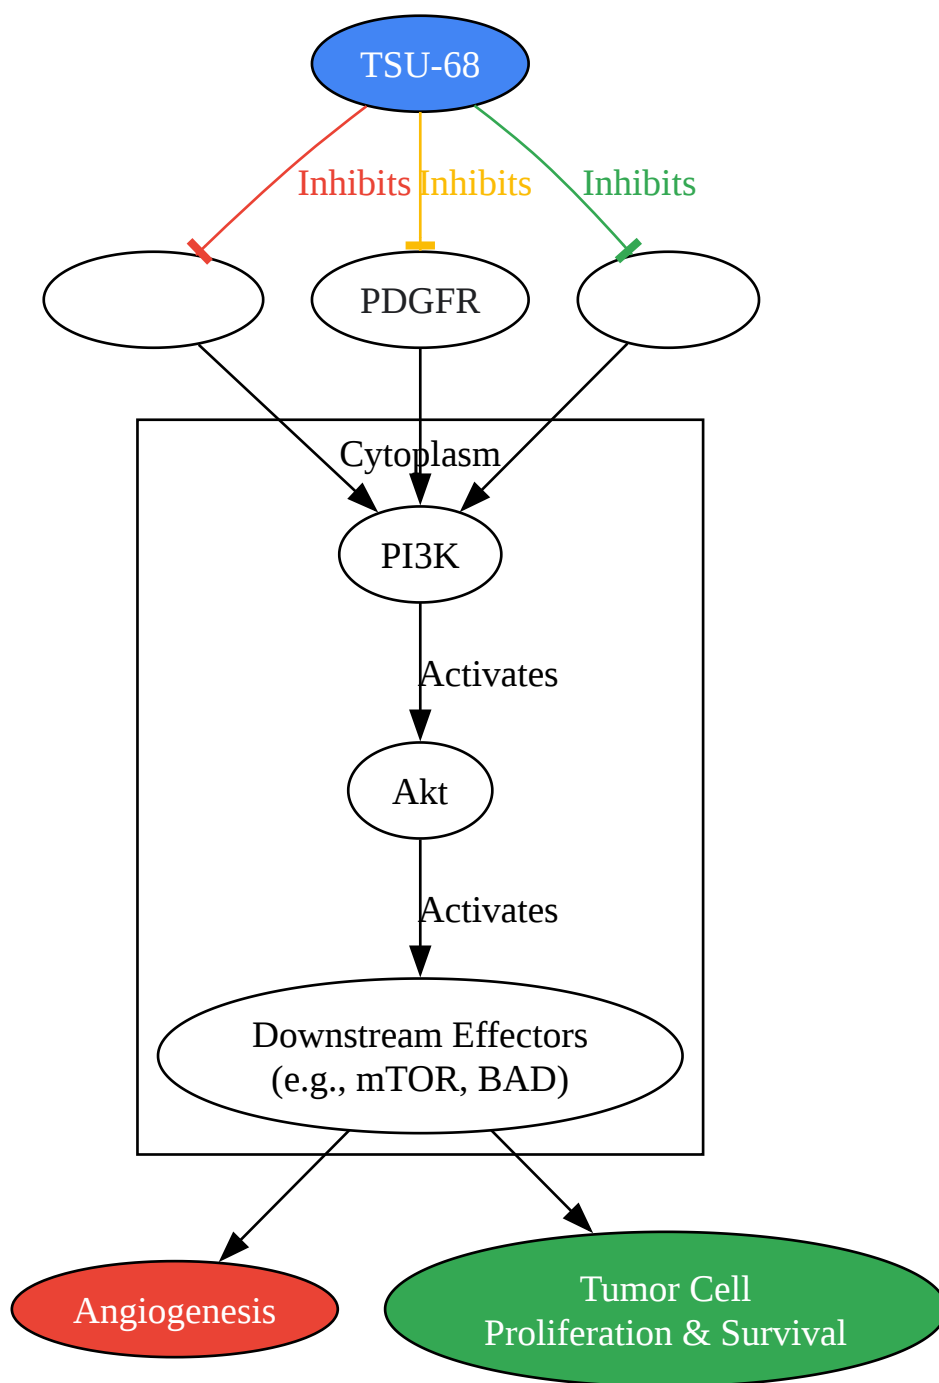 TSU-68
Inhibits
Inhibits
Inhibits
PDGFR
Cytoplasm
PI3K
Activates
Akt
Activates
Downstream Effectors
(e.g., mTOR, BAD)
Angiogenesis
Tumor Cell
Proliferation & Survival